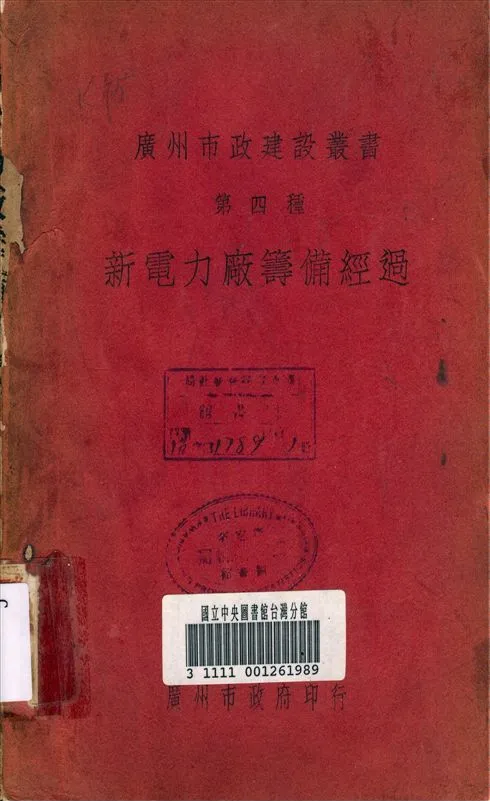 廣州市政建設叢書
第四種
新電力廠籌備經過
THE LIBRARY
國立中央圖書館台灣分館
3 1111 001261989
廣州市政府印行